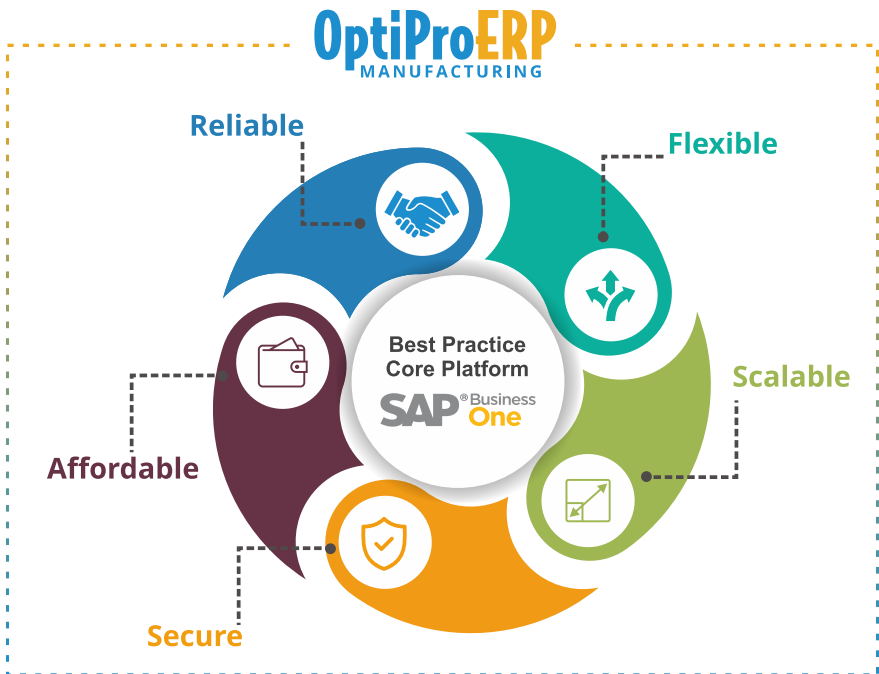 OptiProERP
MANUFACTURING
Reliable
Flexible
Best Practice
Core Platform
SAP® Business
One
Scalable
Affordable
Secure